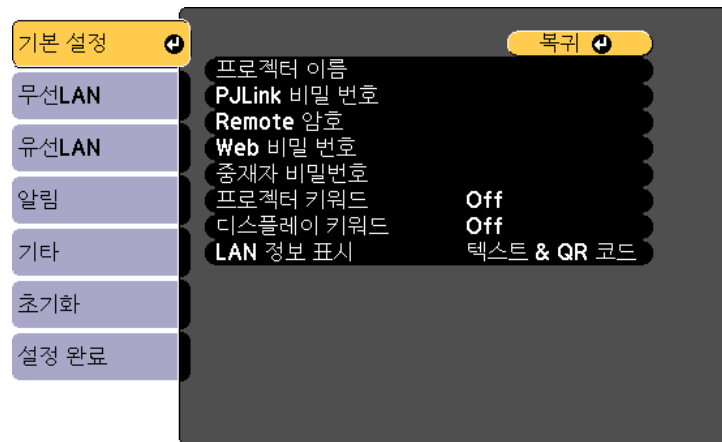 기본 설정
무선LAN
유선LAN
알림
기타
초기화
설정 완료
복귀
프로젝터 이름
PJLink 비밀 번호
Remote 암호
Web 비밀 번호
중재자 비밀번호
프로젝터 키워드 Off
디스플레이 키워드 Off
LAN 정보 표시 텍스트 & QR 코드